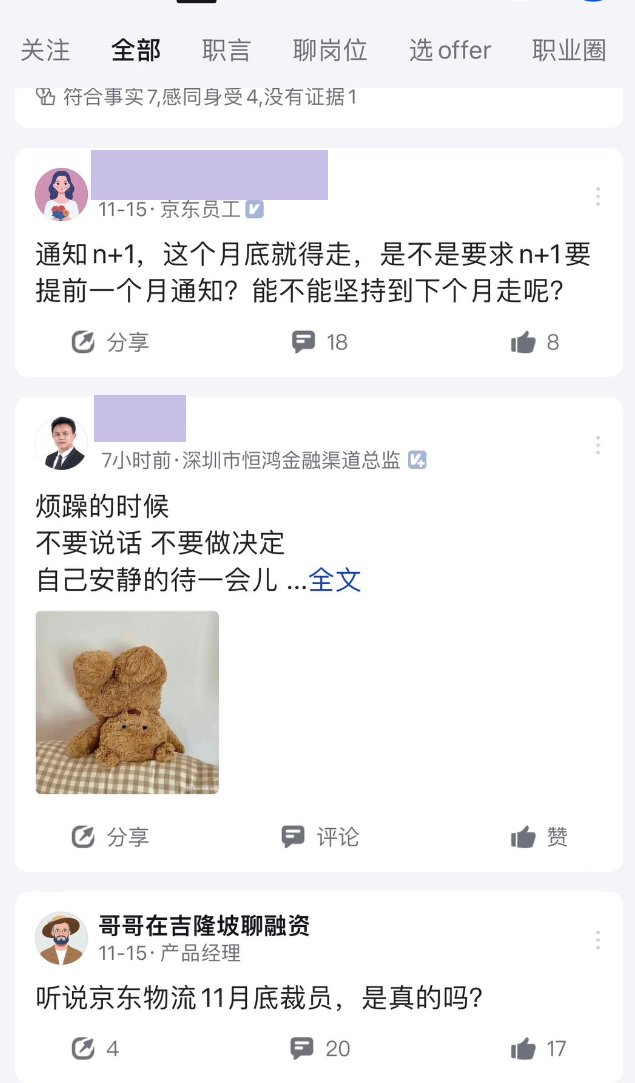 关注 全部 职言 聊岗位 选offer 职业圈
符合事实7,感同身受4,没有证据1
11-15·京东员工
通知n+1，这个月底就得走，是不是要求n+1要
提前一个月通知？能不能坚持到下个月走呢？
分享 18 8
7小时前·深圳市恒鸿金融渠道总监 V4
烦躁的时候
不要说话 不要做决定
自己安静的待一会儿 ...全文
分享 评论 赞
哥哥在吉隆坡聊融资
11-15·产品经理
听说京东物流11月底裁员，是真的吗？
4 20 17